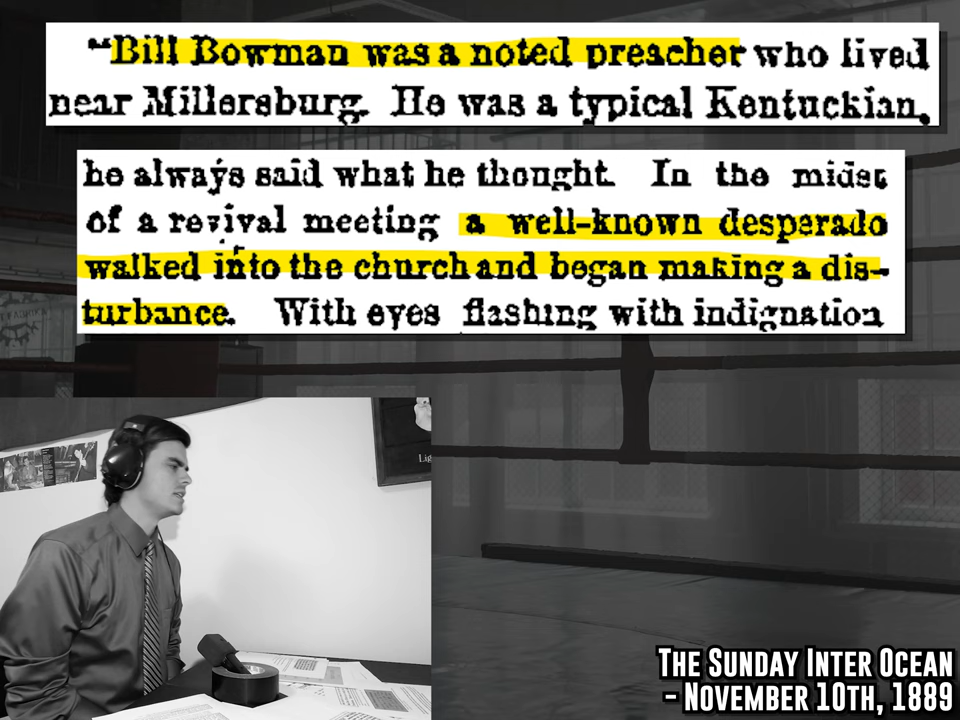 “Bill Bowman was a noted preacher who lived
near Millersburg. He was a typical Kentuckian,
he always said what he thought. In the midst
of a revival meeting a well-known desperado
walked into the church and began making a dis-
turbance. With eyes flashing with indignation
Lig
THE SUNDAY INTER OCEAN
- NOVEMBER 10TH, 1889